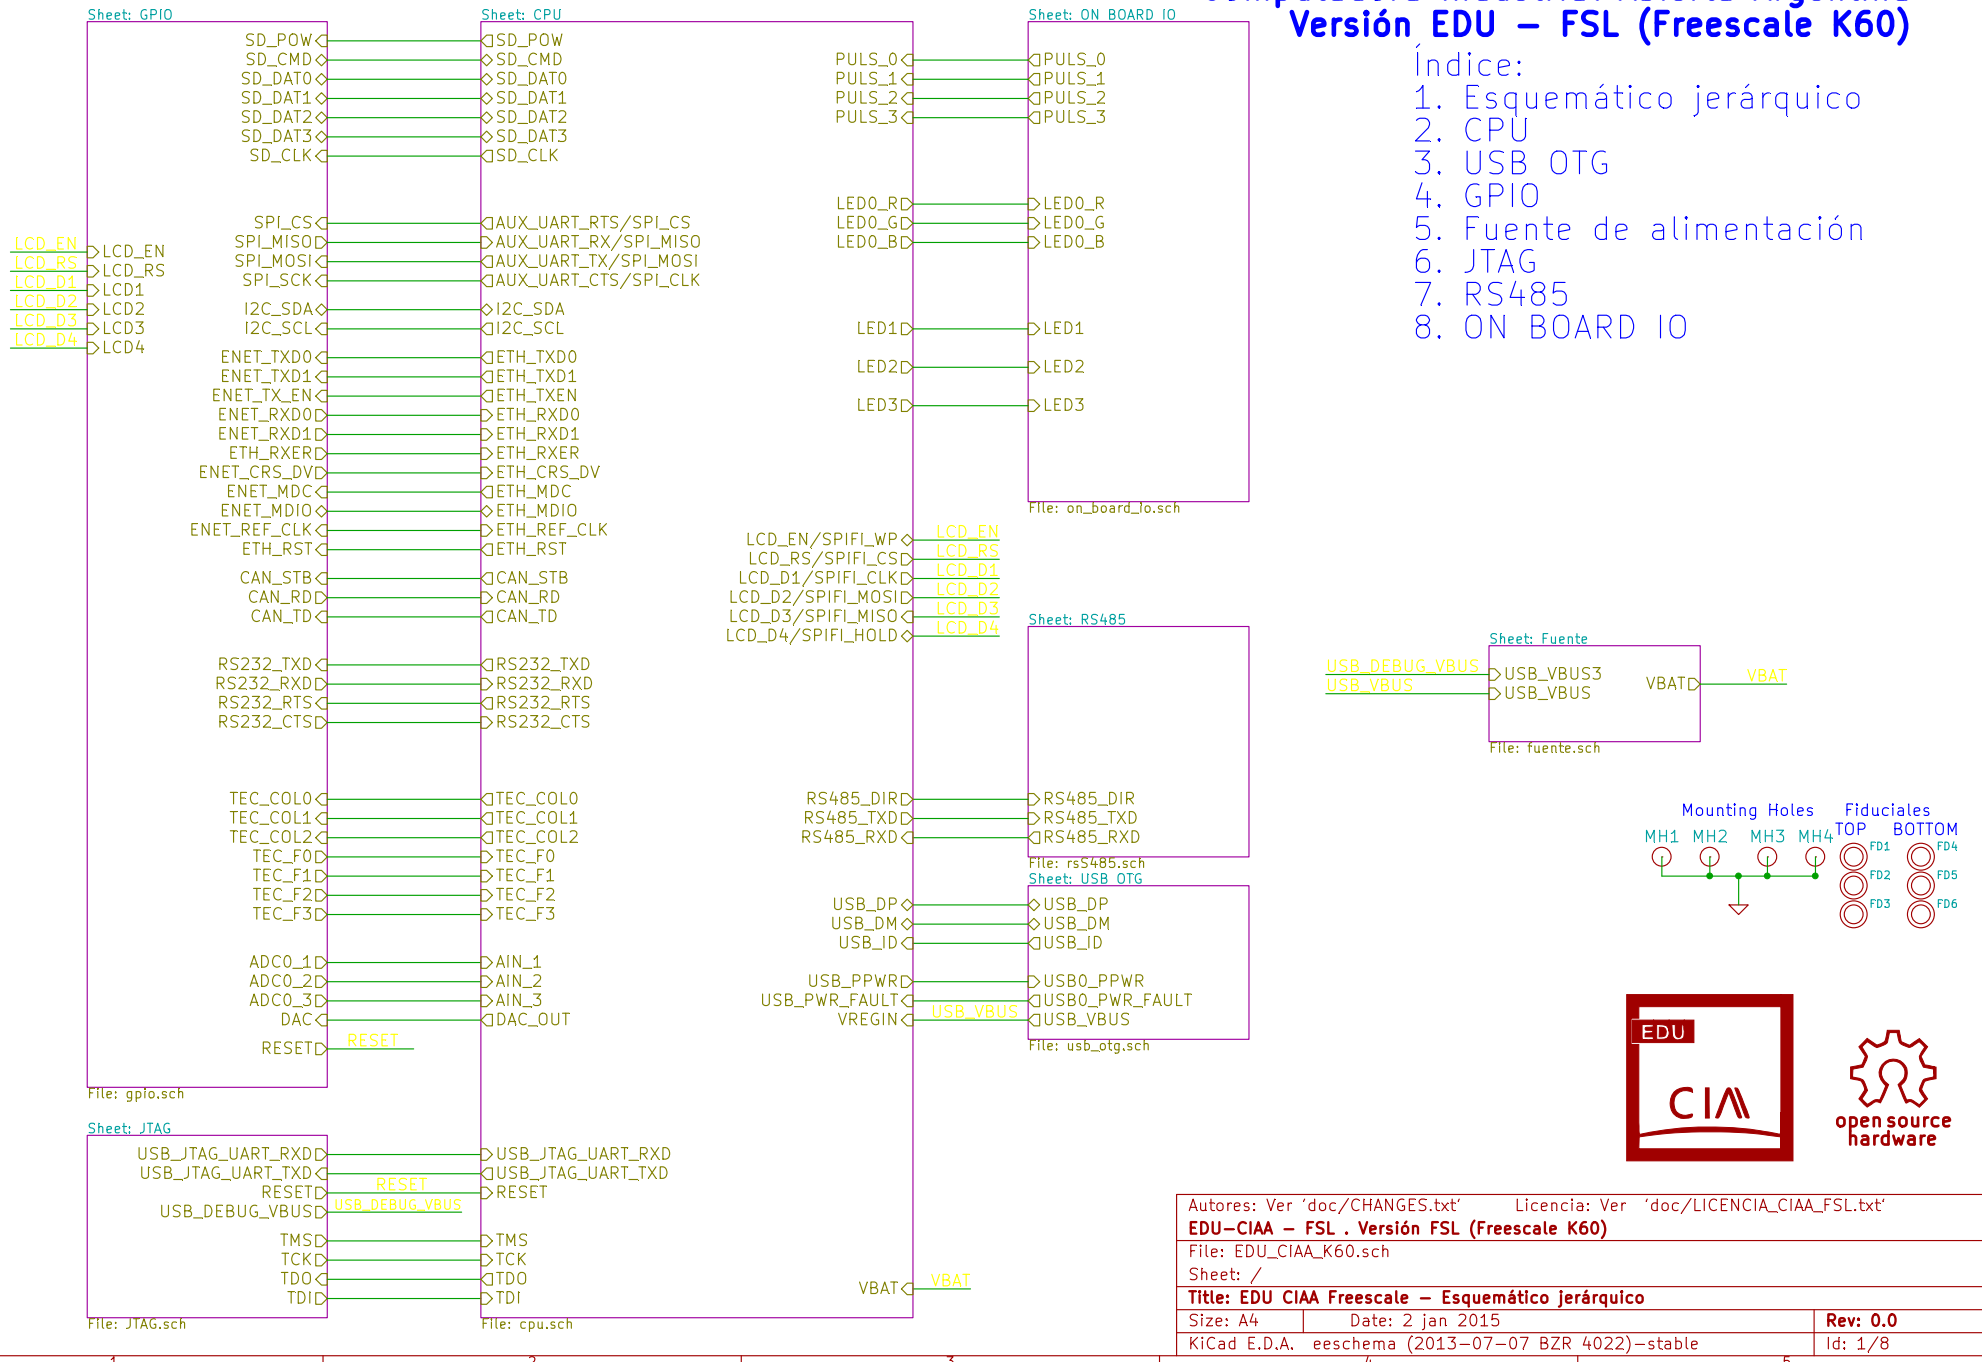 Versión EDU - FSL (Freescale K60)
Índice:
1. Esquemático jerárquico
2. CPU
3. USB OTG
4. GPIO
5. Fuente de alimentación
6. JTAG
7. RS485
8. ON BOARD IO
Sheet: GPIO
SD_POW
SD_CMD
SD_DAT0
SD_DAT1
SD_DAT2
SD_DAT3
SD_CLK
SPI_CS
SPI_MISO
SPI_MOSI
SPI_SCK
I2C_SDA
I2C_SCL
ENET_TXD0
ENET_TXD1
ENET_TX_EN
ENET_RXD0
ENET_RXD1
ETH_RXER
ENET_CRS_DV
ENET_MDC
ENET_MDIO
ENET_REF_CLK
ETH_RST
CAN_STB
CAN_RD
CAN_TD
RS232_TXD
RS232_RXD
RS232_RTS
RS232_CTS
TEC_COL0
TEC_COL1
TEC_COL2
TEC_F0
TEC_F1
TEC_F2
TEC_F3
ADC0_1
ADC0_2
ADC0_3
DAC
RESET
RESET
LCD_EN
LCD_RS
LCD_D1
LCD_D2
LCD_D3
LCD_D4
LCD_EN
LCD_RS
LCD1
LCD2
LCD3
LCD4
File: gpio.sch
Sheet: JTAG
USB_JTAG_UART_RXD
USB_JTAG_UART_TXD
RESET
USB_DEBUG_VBUS
TMS
TCK
TDO
TDI
RESET
USB_DEBUG_VBUS
File: JTAG.sch
Sheet: CPU
SD_POW
SD_CMD
SD_DAT0
SD_DAT1
SD_DAT2
SD_DAT3
SD_CLK
AUX_UART_RTS/SPI_CS
AUX_UART_RX/SPI_MISO
AUX_UART_TX/SPI_MOSI
AUX_UART_CTS/SPI_CLK
I2C_SDA
I2C_SCL
ETH_TXD0
ETH_TXD1
ETH_TXEN
ETH_RXD0
ETH_RXD1
ETH_RXER
ETH_CRS_DV
ETH_MDC
ETH_MDIO
ETH_REF_CLK
ETH_RST
CAN_STB
CAN_RD
CAN_TD
RS232_TXD
RS232_RXD
RS232_RTS
RS232_CTS
TEC_COL0
TEC_COL1
TEC_COL2
TEC_F0
TEC_F1
TEC_F2
TEC_F3
AIN_1
AIN_2
AIN_3
DAC_OUT
USB_JTAG_UART_RXD
USB_JTAG_UART_TXD
RESET
TMS
TCK
TDO
TDI
PULS_0
PULS_1
PULS_2
PULS_3
LED0_R
LED0_G
LED0_B
LED1
LED2
LED3
LCD_EN/SPIFI_WP
LCD_RS/SPIFI_CS
LCD_D1/SPIFI_CLK
LCD_D2/SPIFI_MOSI
LCD_D3/SPIFI_MISO
LCD_D4/SPIFI_HOLD
LCD_EN
LCD_RS
LCD_D1
LCD_D2
LCD_D3
LCD_D4
RS485_DIR
RS485_TXD
RS485_RXD
USB_DP
USB_DM
USB_ID
USB_PPWR
USB_PWR_FAULT
VREGIN
USB_VBUS
VBAT
VBAT
File: cpu.sch
Sheet: ON BOARD IO
PULS_0
PULS_1
PULS_2
PULS_3
LED0_R
LED0_G
LED0_B
LED1
LED2
LED3
File: on_board_io.sch
Sheet: RS485
RS485_DIR
RS485_TXD
RS485_RXD
File: rsS485.sch
Sheet: USB OTG
USB_DP
USB_DM
USB_ID
USB0_PPWR
USB0_PWR_FAULT
USB_VBUS
File: usb_otg.sch
Sheet: Fuente
USB_DEBUG_VBUS
USB_VBUS
USB_VBUS3
USB_VBUS
VBAT
VBAT
File: fuente.sch
Mounting Holes
MH1 MH2 MH3 MH4
Fiduciales
TOP BOTTOM
FD1 FD4
FD2 FD5
FD3 FD6
EDU
CIAA
open source
hardware
Autores: Ver 'doc/CHANGES.txt' Licencia: Ver 'doc/LICENCIA_CIAA_FSL.txt'
EDU-CIAA - FSL . Versión FSL (Freescale K60)
File: EDU_CIAA_K60.sch
Sheet: /
Title: EDU CIAA Freescale - Esquemático jerárquico
Size: A4 Date: 2 jan 2015 Rev: 0.0
KiCad E.D.A. eeschema (2013-07-07 BZR 4022)-stable Id: 1/8